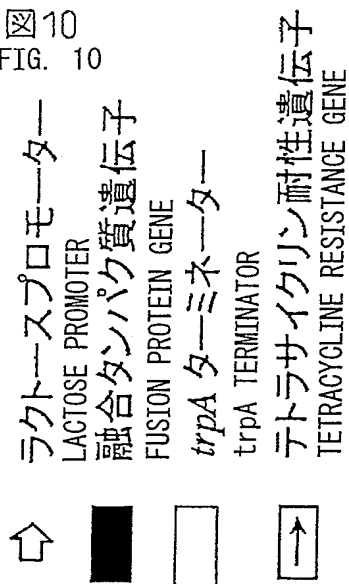 図10
FIG. 10
ラクトースプロモーター
LACTOSE PROMOTER
融合タンパク質遺伝子
FUSION PROTEIN GENE
trpA ターミネーター
trpA TERMINATOR
テトラサイクリン耐性遺伝子
TETRACYCLINE RESISTANCE GENE